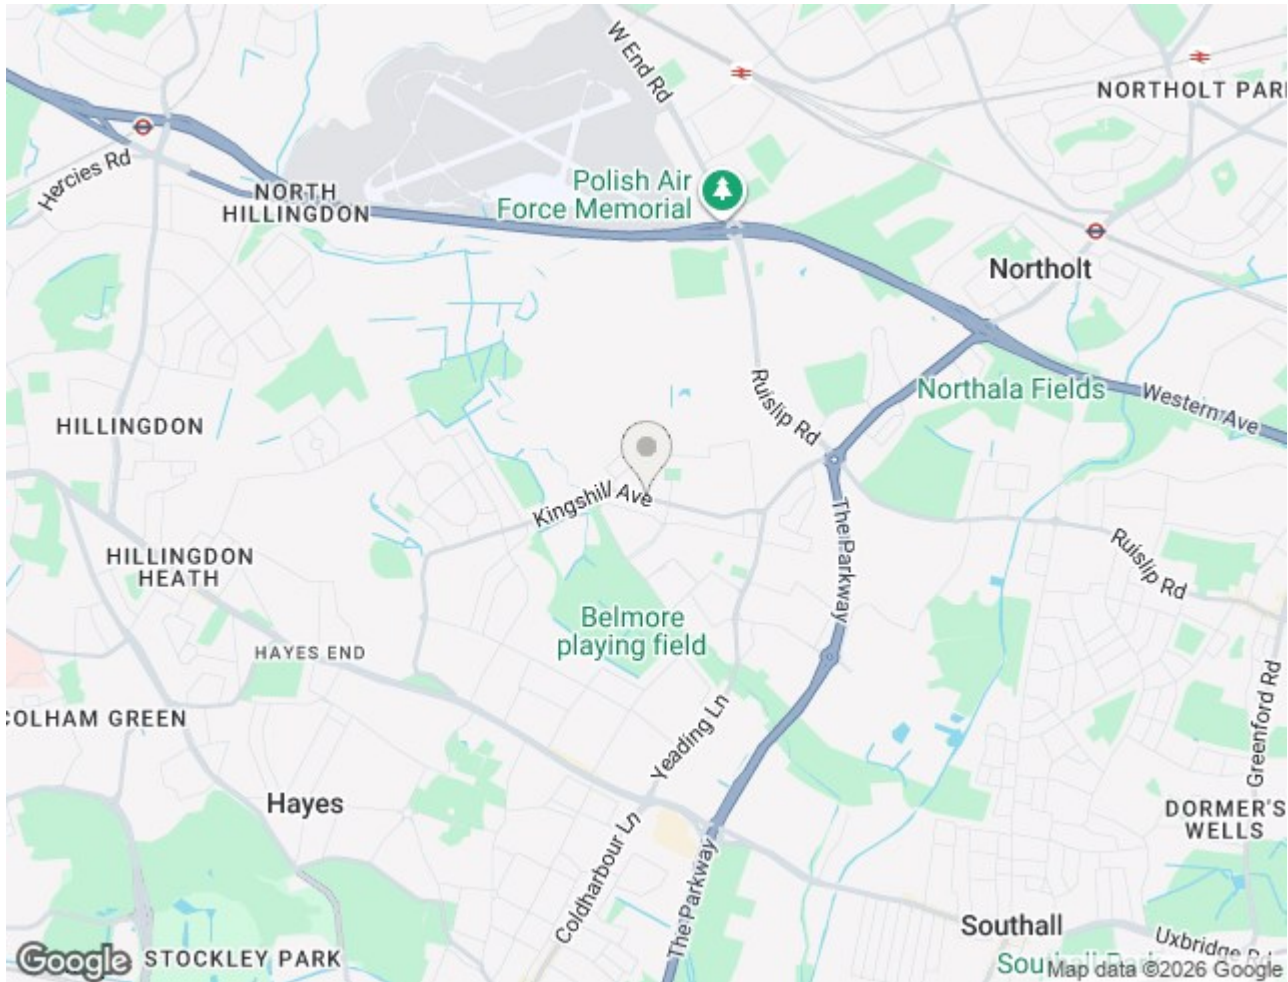 W End Rd
NORTHOLT PARK
Hercies Rd
Polish Air
Force Memorial
NORTH
HILLINGDON
Northolt
Ruislip Rd
Northala Fields
Western Ave
HILLINGDON
Kingshill Ave
The Parkway
Ruislip Rd
HILLINGDON
HEATH
Belmore
playing field
HAYES END
COLHAM GREEN
Yeading Ln
Greenford Rd
Hayes
DORMER'S
WELLS
Coldharbour Ln
The Parkway
Southall
Uxbridge Rd
Google
STOCKLEY PARK
Map data ©2026 Google